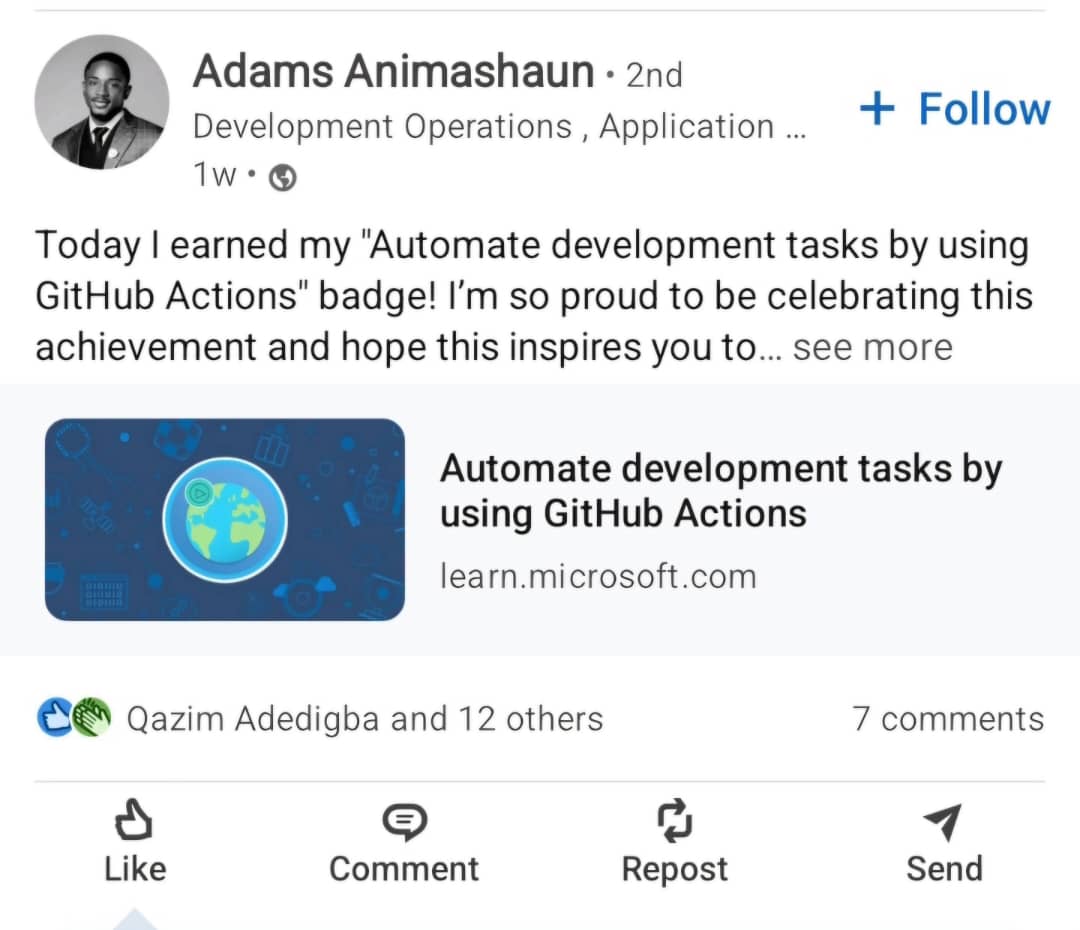 Adams Animashaun • 2nd
+ Follow
Development Operations , Application ...
1w •
Today I earned my "Automate development tasks by using
GitHub Actions" badge! I'm so proud to be celebrating this
achievement and hope this inspires you to... see more
Automate development tasks by
using GitHub Actions
learn.microsoft.com
Qazim Adedigba and 12 others
7 comments
Like
Comment
Repost
Send